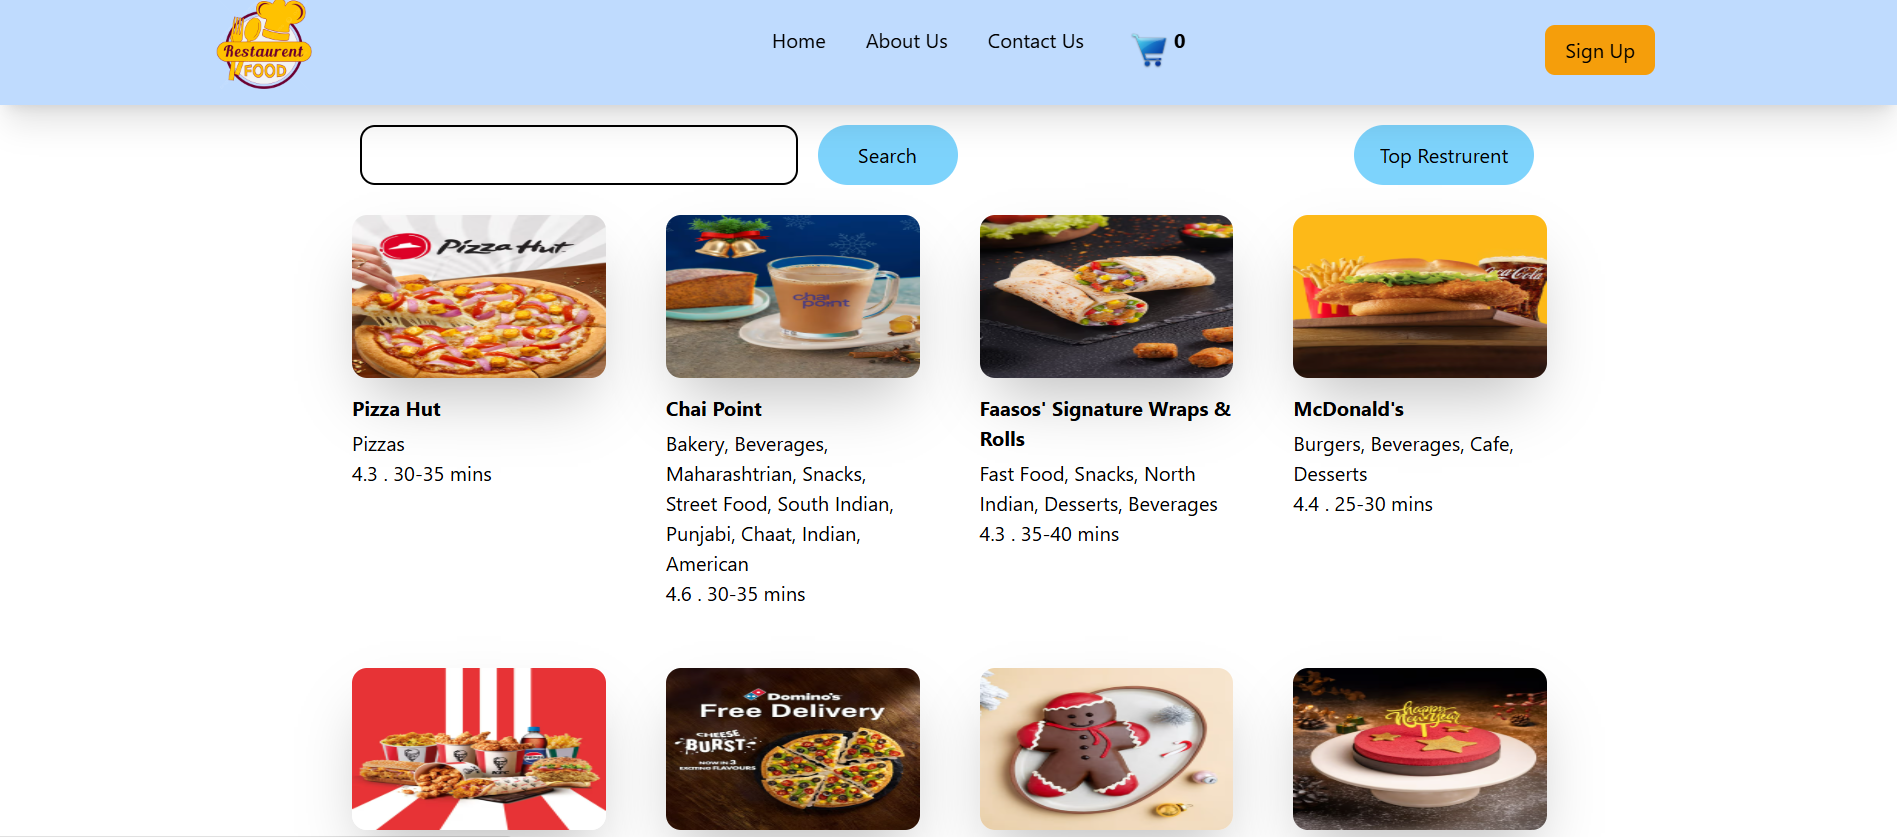 Restaurent
FOOD
Home
About Us
Contact Us
0
Sign Up
Search
Top Restrurent
Pizza Hut
chai
point
Coca-Cola
Pizza Hut
Pizzas
4.3 . 30-35 mins
Chai Point
Bakery, Beverages,
Maharashtrian, Snacks,
Street Food, South Indian,
Punjabi, Chaat, Indian,
American
4.6 . 30-35 mins
Faasos' Signature Wraps &
Rolls
Fast Food, Snacks, North
Indian, Desserts, Beverages
4.3 . 35-40 mins
McDonald's
Burgers, Beverages, Cafe,
Desserts
4.4 . 25-30 mins
KFC
Domino's
Free Delivery
CHEESE
BURST
NOW IN 3
EXCITING FLAVOURS
happy
New Year